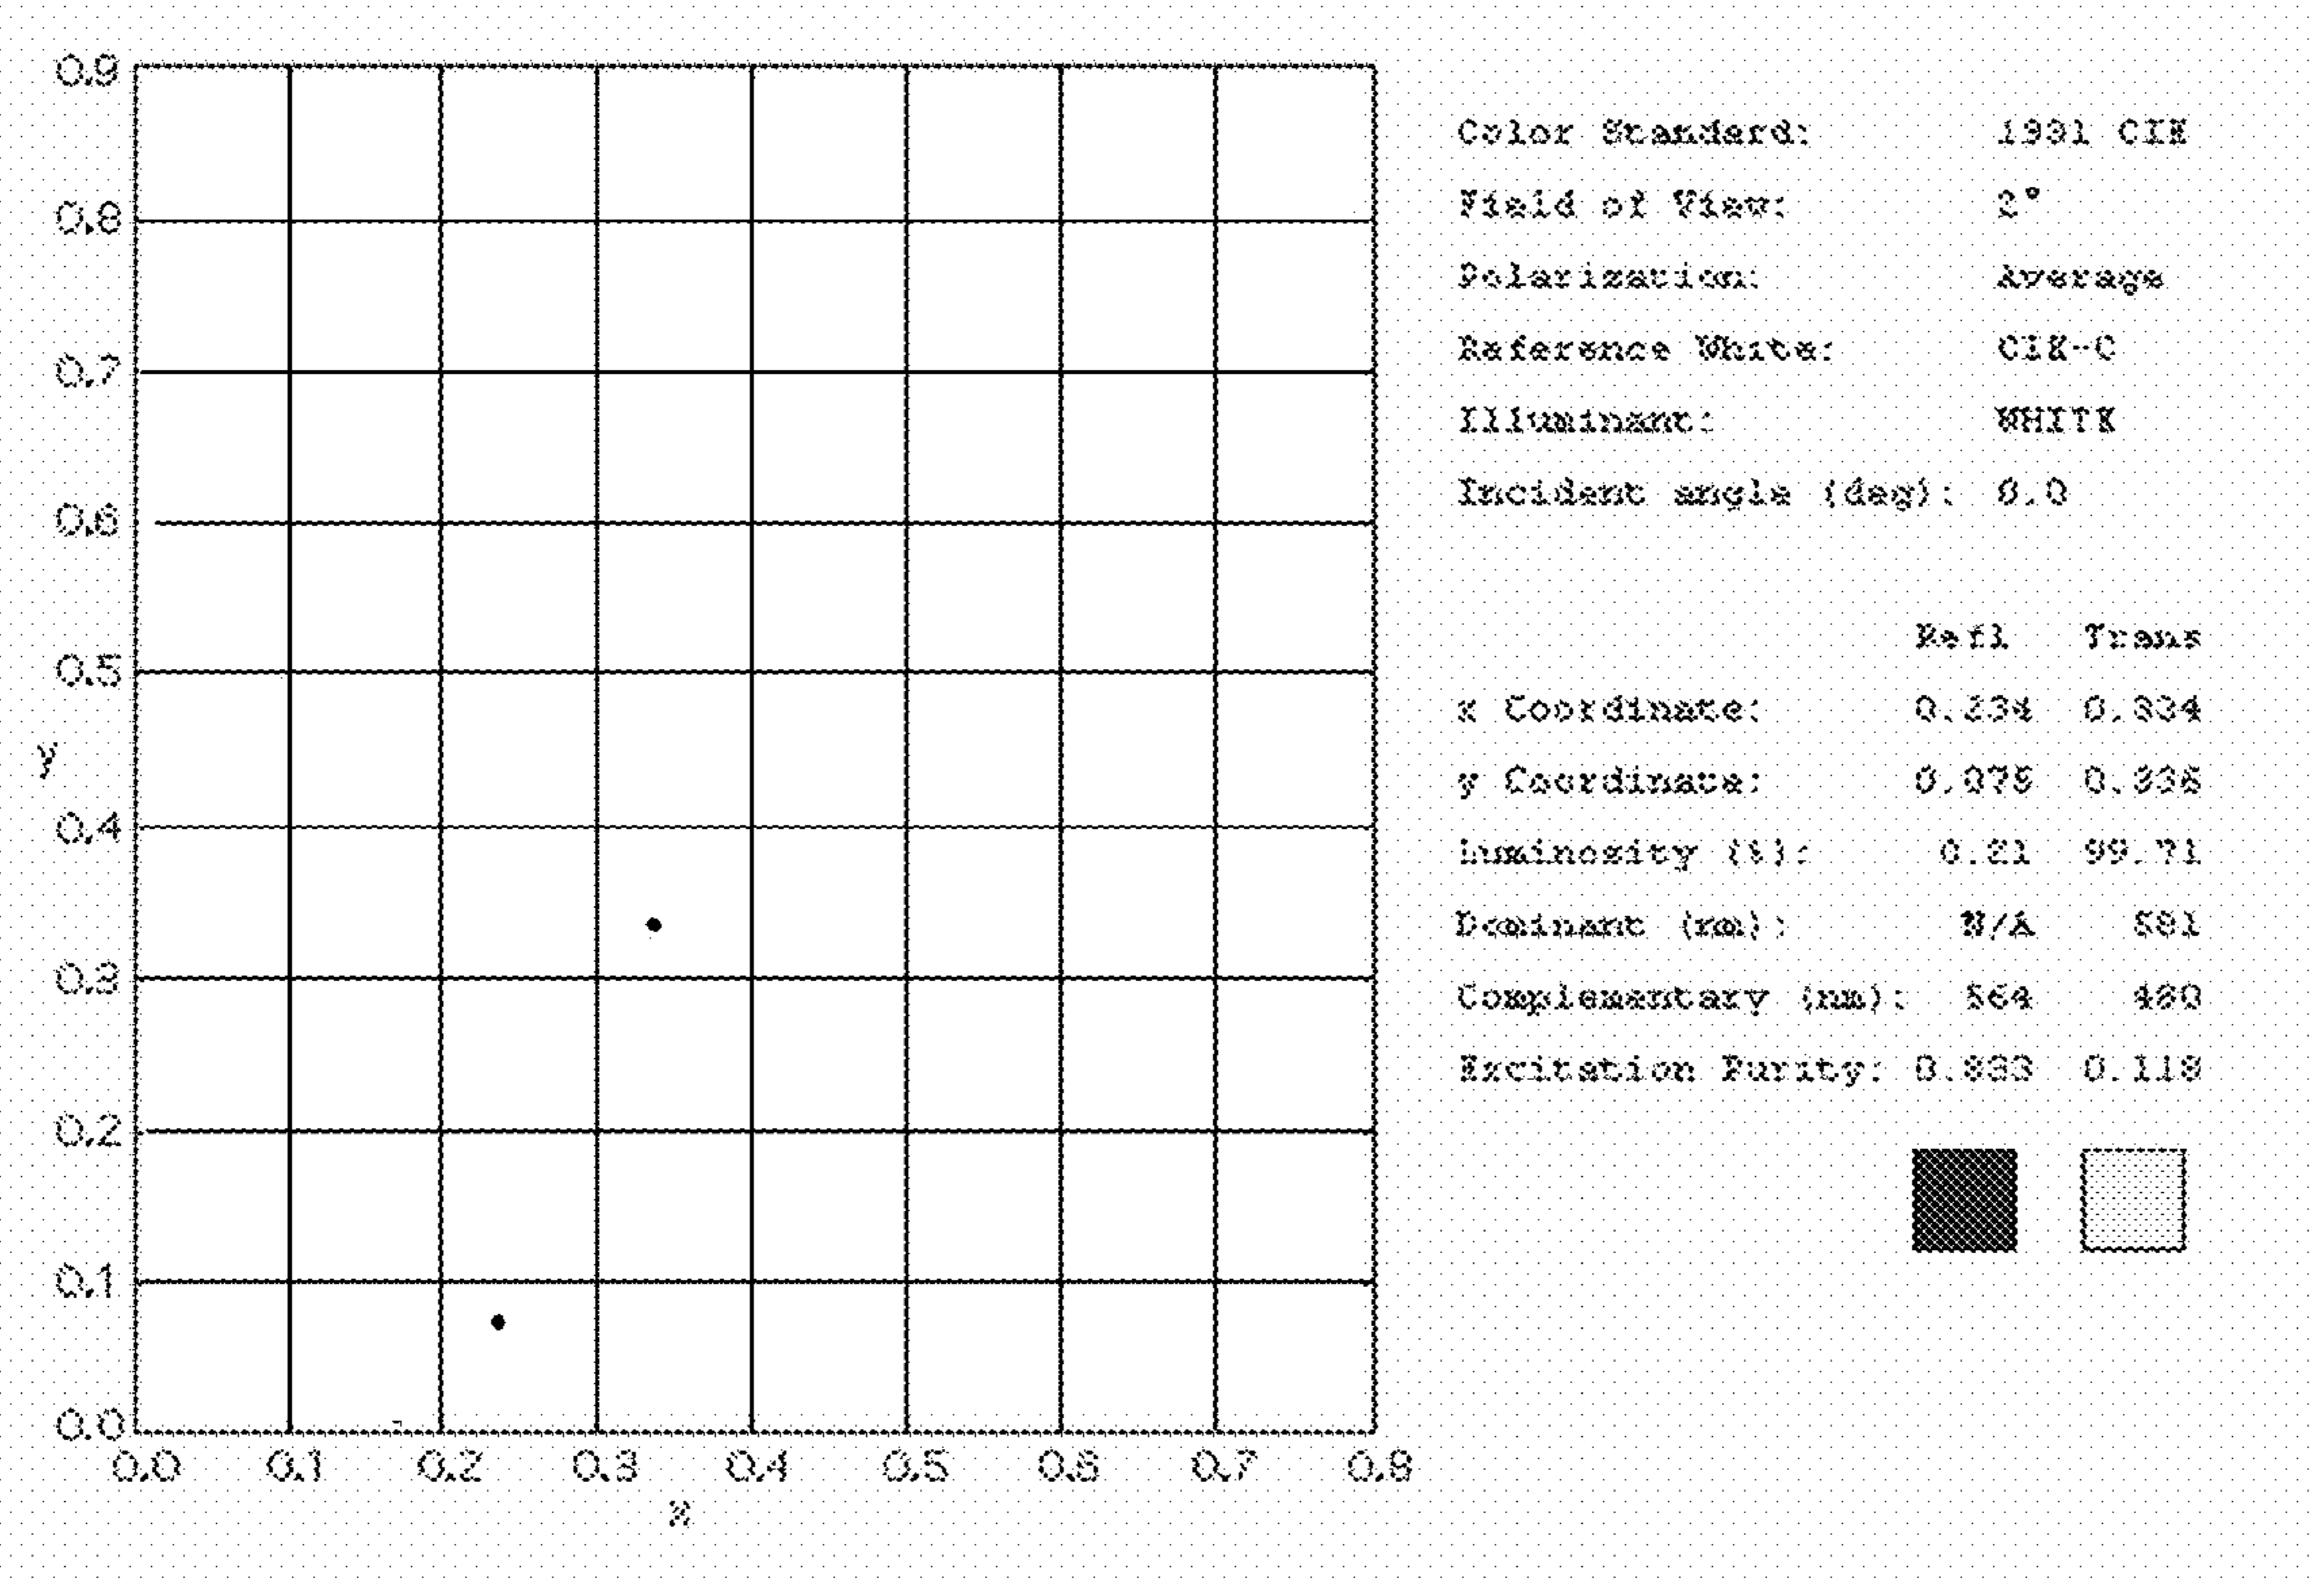 0.9
0.8
0.7
0.6
0.5
y
0.4
0.3
0.2
0.1
0.0
0.0 0.1 0.2 0.3 0.4 0.5 0.6 0.7 0.8
x
Color Standard: 1931 CIE
Field of View: 2°
Polarization: Average
Reference White: CIE-C
Illuminant: WHITE
Incident angle (deg): 0.0
Refl Trans
x Coordinate: 0.234 0.334
y Coordinate: 0.075 0.336
Luminosity (%): 0.21 99.71
Dominant (nm): N/A 581
Complementary (nm): 564 480
Excitation Purity: 0.833 0.118